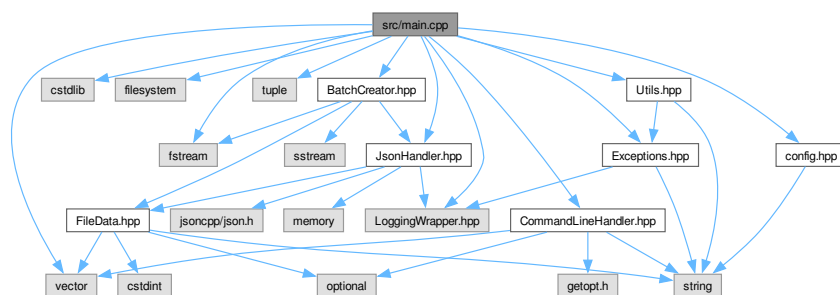 src/main.cpp
cstdlib
filesystem
tuple
BatchCreator.hpp
Utils.hpp
fstream
sstream
JsonHandler.hpp
Exceptions.hpp
config.hpp
FileData.hpp
jsoncpp/json.h
memory
LoggingWrapper.hpp
CommandLineHandler.hpp
vector
cstdint
optional
getopt.h
string